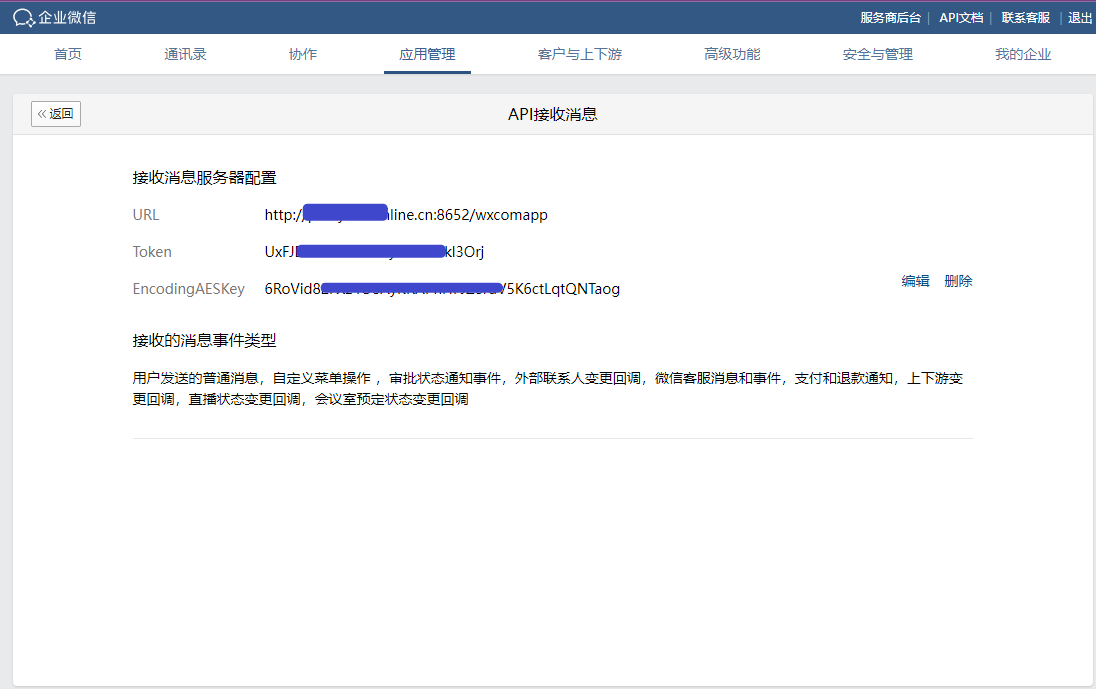 企业微信
服务商后台 | API文档 | 联系客服 | 退出
首页 通讯录 协作 应用管理 客户与上下游 高级功能 安全与管理 我的企业
«返回
API接收消息
接收消息服务器配置
URL http:/ line.cn:8652/wxcomapp
Token UxFJ kI3Orj
EncodingAESKey 6RoVid8 V5K6ctLqtQNTaog
编辑 删除
接收的消息事件类型
用户发送的普通消息，自定义菜单操作 ，审批状态通知事件，外部联系人变更回调，微信客服消息和事件，支付和退款通知，上下游变
更回调，直播状态变更回调，会议室预定状态变更回调